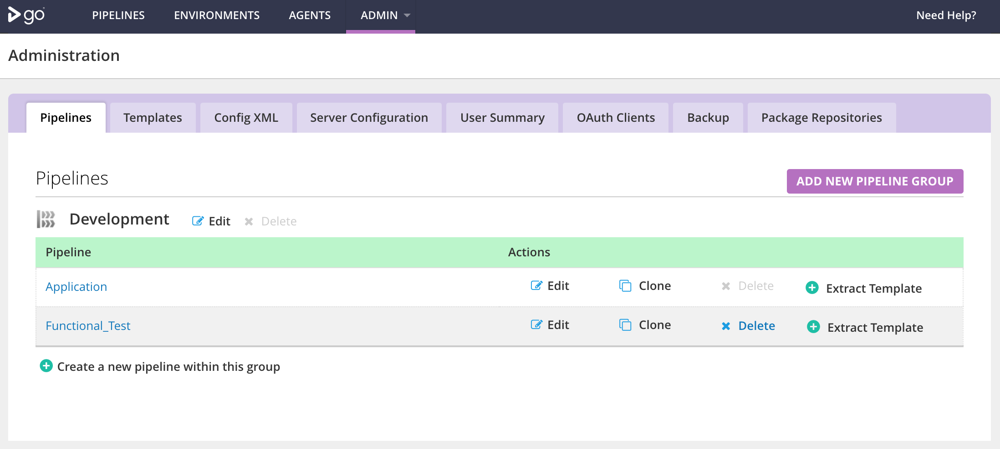 go PIPELINES ENVIRONMENTS AGENTS ADMIN Need Help?
Administration
Pipelines Templates Config XML Server Configuration User Summary OAuth Clients Backup Package Repositories
Pipelines ADD NEW PIPELINE GROUP
Development Edit Delete
Pipeline Actions
Application Edit Clone Delete Extract Template
Functional_Test Edit Clone Delete Extract Template
Create a new pipeline within this group